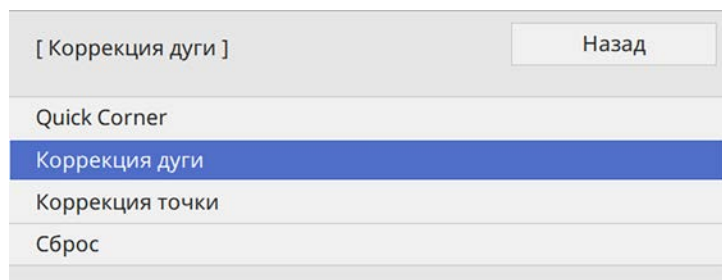 [ Коррекция дуги ]
Назад
Quick Corner
Коррекция дуги
Коррекция точки
Сброс